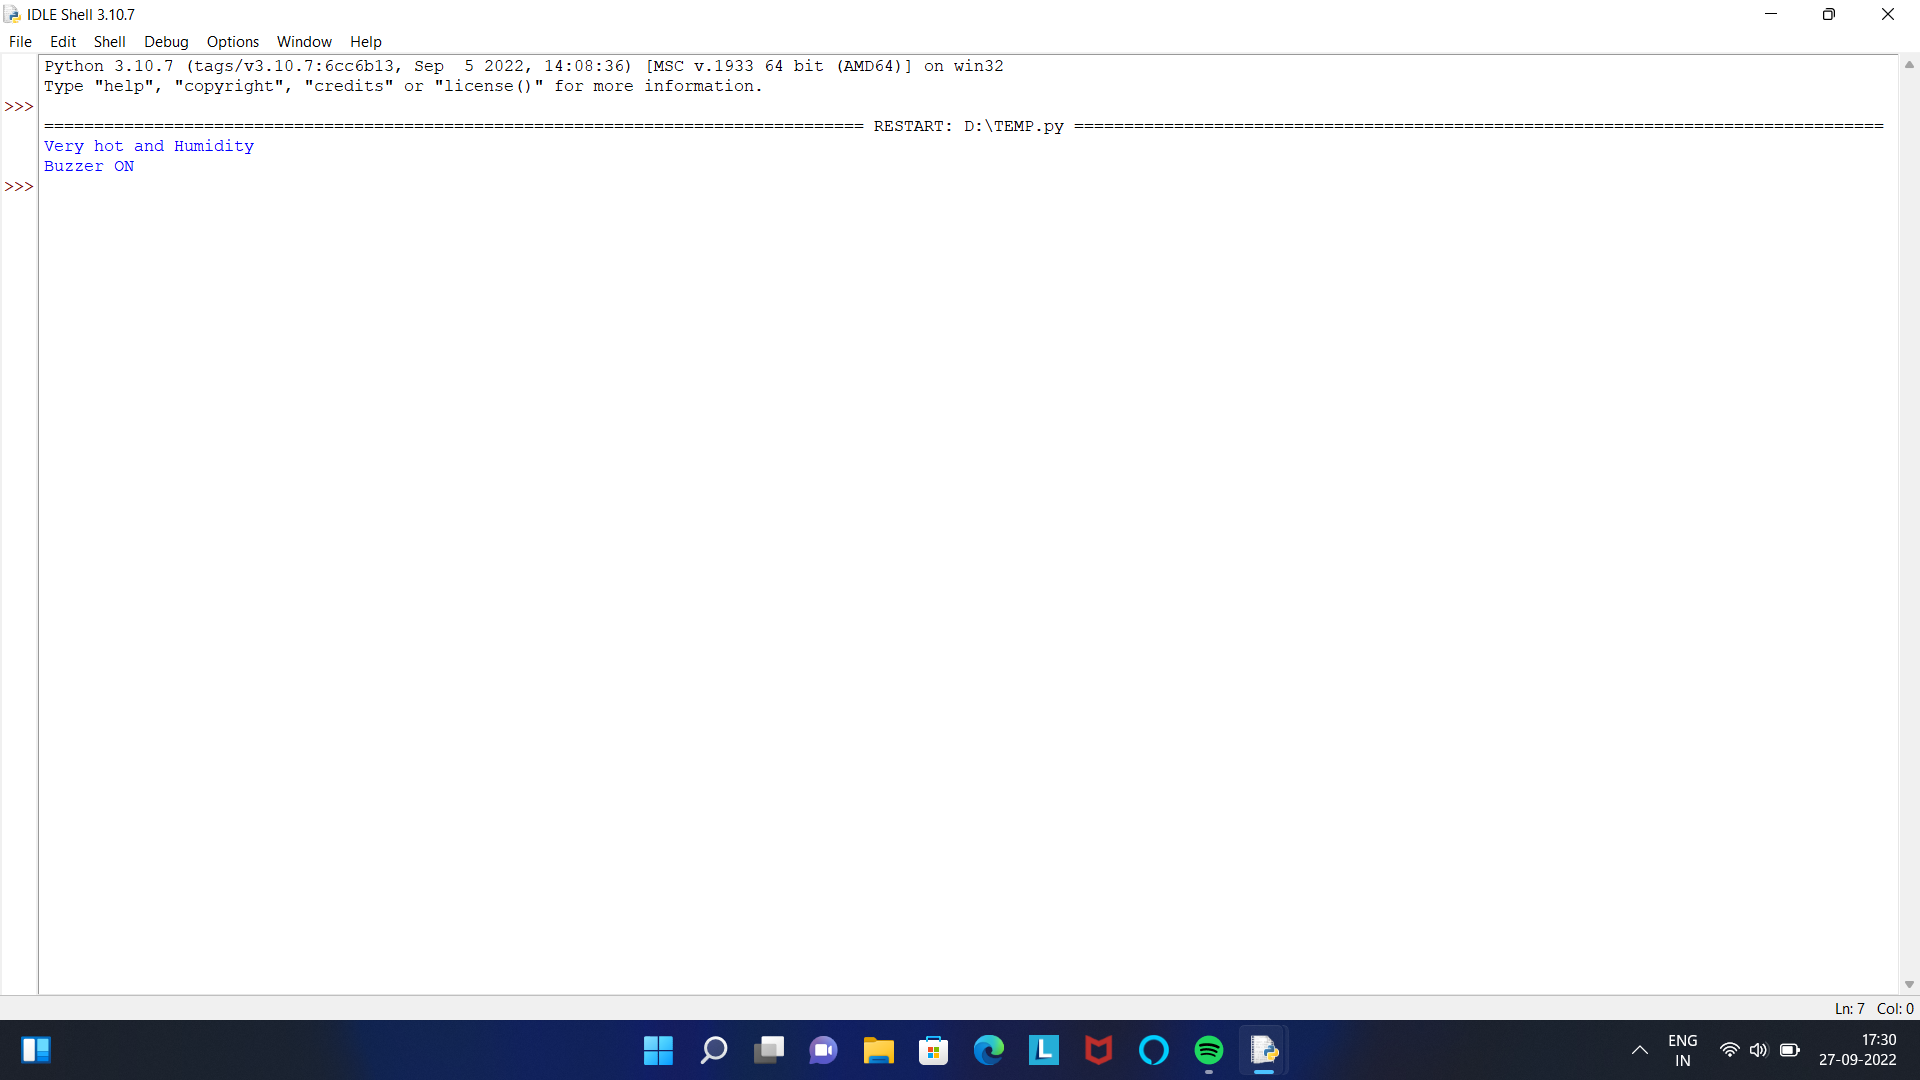 IDLE Shell 3.10.7
File Edit Shell Debug Options Window Help
Python 3.10.7 (tags/v3.10.7:6cc6b13, Sep  5 2022, 14:08:36) [MSC v.1933 64 bit (AMD64)] on win32
Type "help", "copyright", "credits" or "license()" for more information.
>>>
================================================================================== RESTART: D:\TEMP.py =================================================================================
Very hot and Humidity
Buzzer ON
>>>
Ln: 7 Col: 0
L
ENG
IN
17:30
27-09-2022